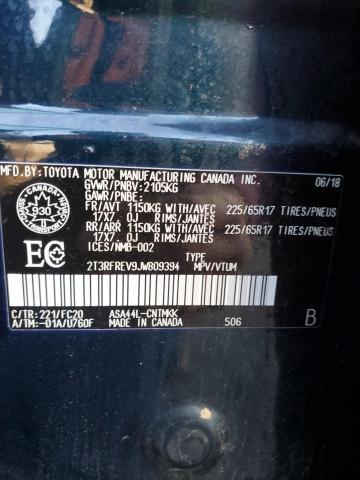 MFD.BY:TOYOTA MOTOR MANUFACTURING CANADA INC. 06/18
GVWR/PNBV:2105KG
GAWR/PNBE:
FR/AVT 1150KG WITH/AVEC 225/65R17 TIRES/PNEUS
17X7.0J RIMS/JANTES
RR/ARR 1150KG WITH/AVEC 225/65R17 TIRES/PNEUS
17X7.0J RIMS/JANTES
ICES/NMB-002
CANADA
930
EC
TYPE
2T3RFREV9JW809394 MPV/VTUM
C/TR:221/FC20 ASA44L-CNTMKK
A/TM:-01A/U760F MADE IN CANADA 506 B